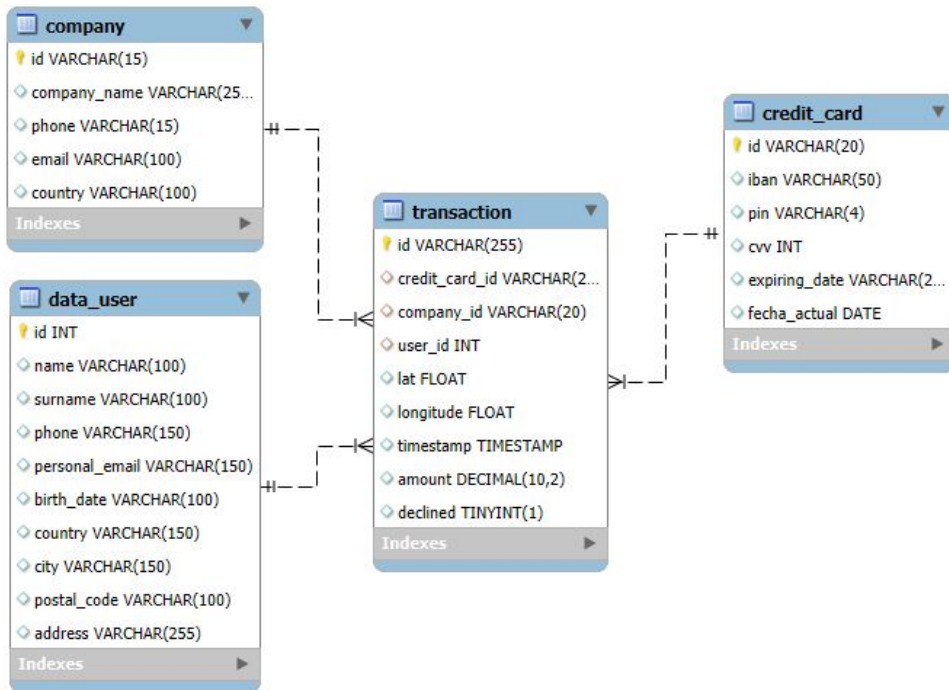 company
id VARCHAR(15)
company_name VARCHAR(25...
phone VARCHAR(15)
email VARCHAR(100)
country VARCHAR(100)
Indexes
data_user
id INT
name VARCHAR(100)
surname VARCHAR(100)
phone VARCHAR(150)
personal_email VARCHAR(150)
birth_date VARCHAR(100)
country VARCHAR(150)
city VARCHAR(150)
postal_code VARCHAR(100)
address VARCHAR(255)
Indexes
transaction
id VARCHAR(255)
credit_card_id VARCHAR(2...
company_id VARCHAR(20)
user_id INT
lat FLOAT
longitude FLOAT
timestamp TIMESTAMP
amount DECIMAL(10,2)
declined TINYINT(1)
Indexes
credit_card
id VARCHAR(20)
iban VARCHAR(50)
pin VARCHAR(4)
cvv INT
expiring_date VARCHAR(2...
fecha_actual DATE
Indexes